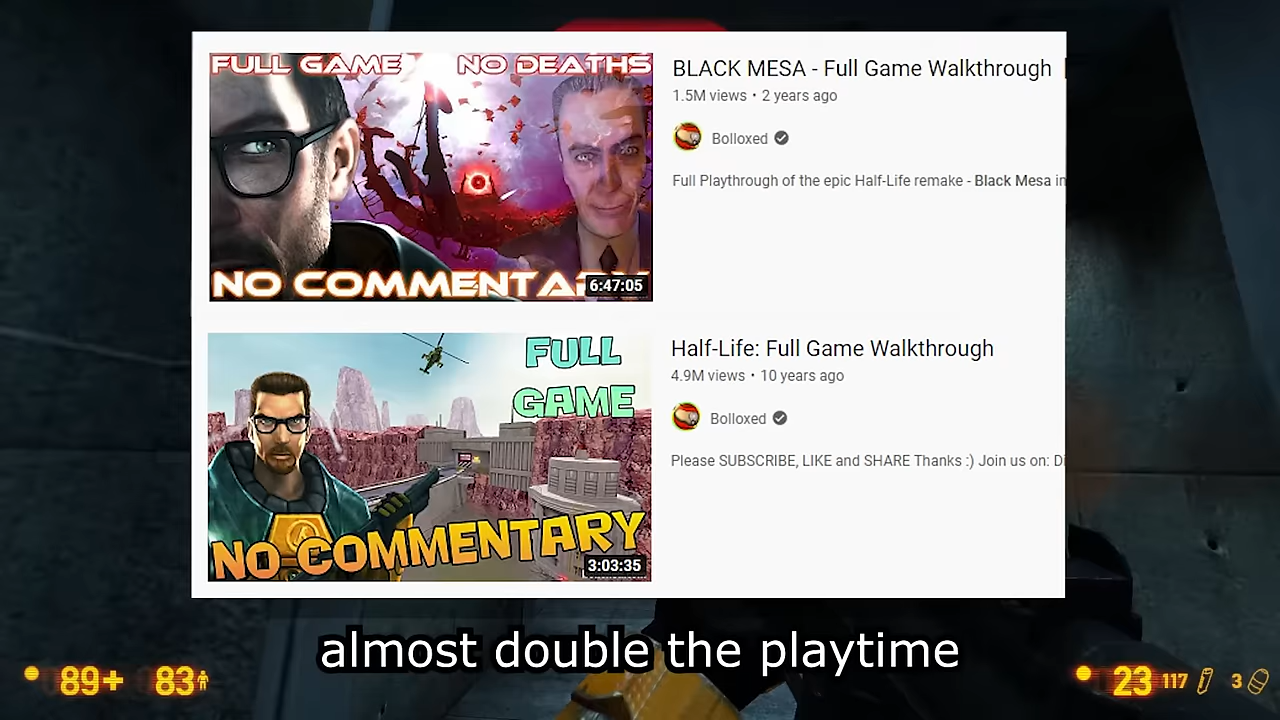 FULL GAME NO DEATHS
NO COMMENTARY
6:47:05
BLACK MESA - Full Game Walkthrough
1.5M views • 2 years ago
Bolloxed
Full Playthrough of the epic Half-Life remake - Black Mesa in
FULL
GAME
NO COMMENTARY
3:03:35
Half-Life: Full Game Walkthrough
4.9M views • 10 years ago
Bolloxed
Please SUBSCRIBE, LIKE and SHARE Thanks :) Join us on: Di
almost double the playtime
89+ 83 23 117 3